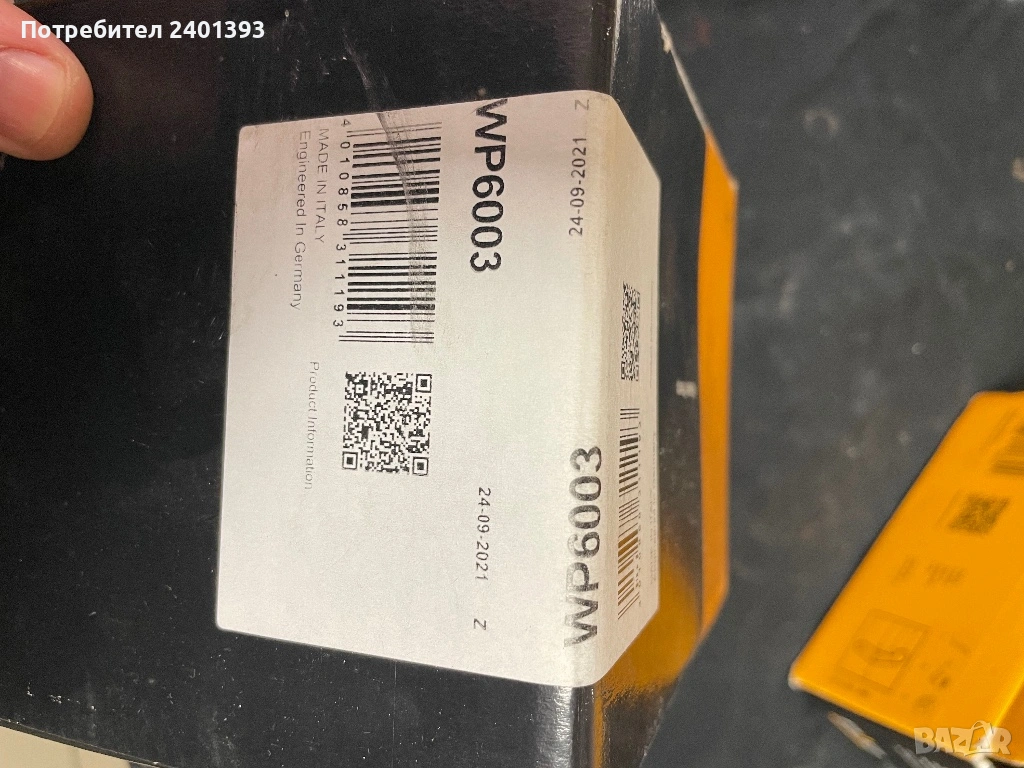 Потребител 2401393
WP6003
24-09-2021 Z
4 010858 311193
MADE IN ITALY
Engineered In Germany
Product Information
24-09-2021 Z
WP6003
BAZAR